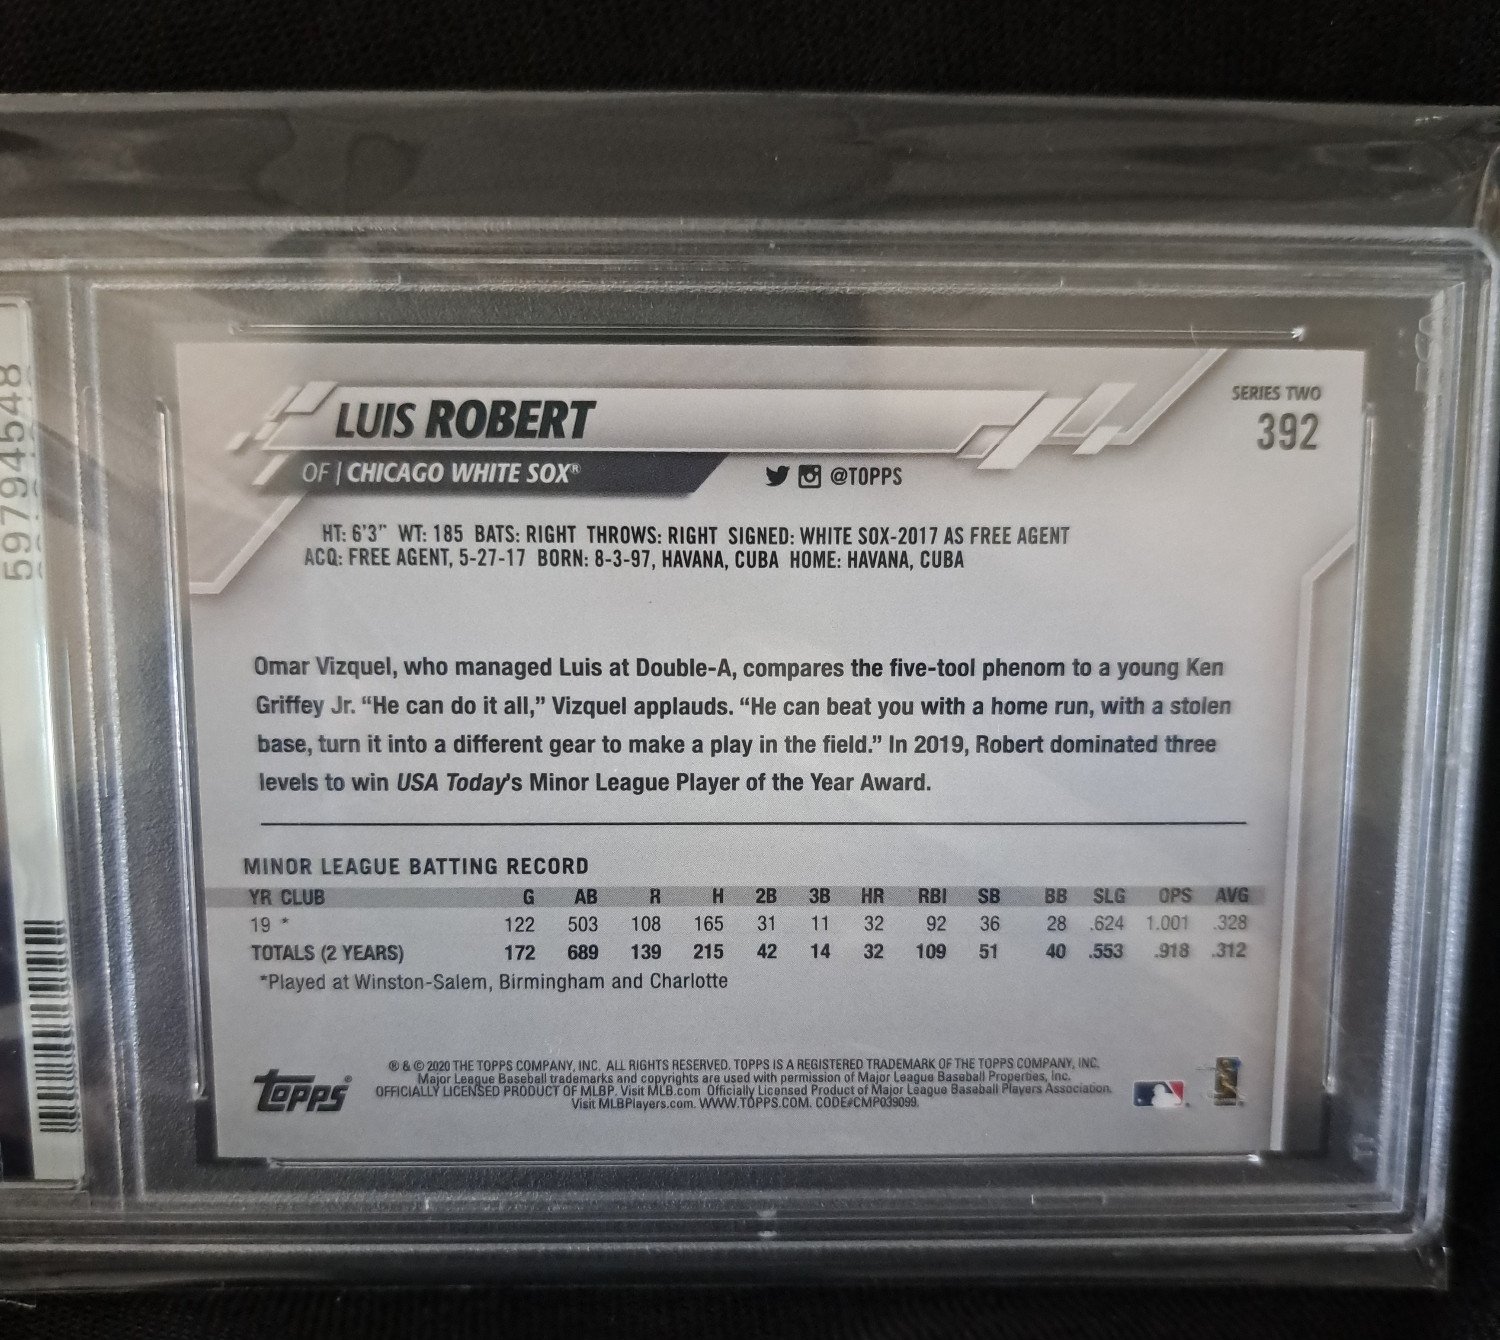 59794548
LUIS ROBERT
SERIES TWO
392
OF | CHICAGO WHITE SOX®
@TOPPS
HT: 6'3" WT: 185 BATS: RIGHT THROWS: RIGHT SIGNED: WHITE SOX-2017 AS FREE AGENT
ACQ: FREE AGENT, 5-27-17 BORN: 8-3-97, HAVANA, CUBA HOME: HAVANA, CUBA
Omar Vizquel, who managed Luis at Double-A, compares the five-tool phenom to a young Ken
Griffey Jr. “He can do it all,” Vizquel applauds. “He can beat you with a home run, with a stolen
base, turn it into a different gear to make a play in the field.” In 2019, Robert dominated three
levels to win USA Today's Minor League Player of the Year Award.
MINOR LEAGUE BATTING RECORD
YR CLUB G AB R H 2B 3B HR RBI SB BB SLG OPS AVG
19 * 122 503 108 165 31 11 32 92 36 28 .624 1.001 .328
TOTALS (2 YEARS) 172 689 139 215 42 14 32 109 51 40 .553 .918 .312
*Played at Winston-Salem, Birmingham and Charlotte
TOPPS®
® & © 2020 THE TOPPS COMPANY, INC. ALL RIGHTS RESERVED. TOPPS IS A REGISTERED TRADEMARK OF THE TOPPS COMPANY, INC.
Major League Baseball trademarks and copyrights are used with permission of Major League Baseball Properties, Inc.
OFFICIALLY LICENSED PRODUCT OF MLBP. Visit MLB.com Officially Licensed Product of Major League Baseball Players Association.
Visit MLBPlayers.com. WWW.TOPPS.COM. CODE#CMP039099.